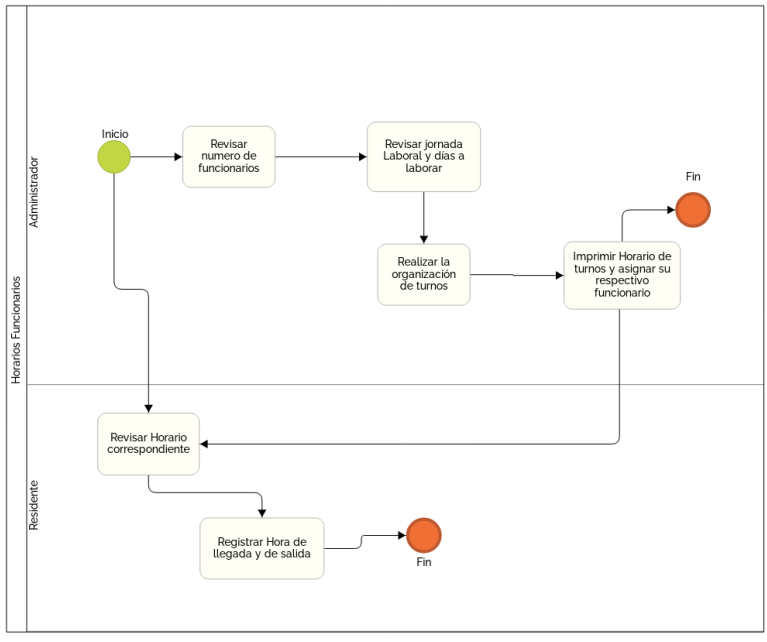 Horarios Funcionarios
Administrador
Inicio
Revisar
numero de
funcionarios
Revisar jornada
Laboral y días a
laborar
Fin
Realizar la
organización
de turnos
Imprimir Horario de
turnos y asignar su
respectivo
funcionario
Residente
Revisar Horario
correspondiente
Registrar Hora de
llegada y de salida
Fin